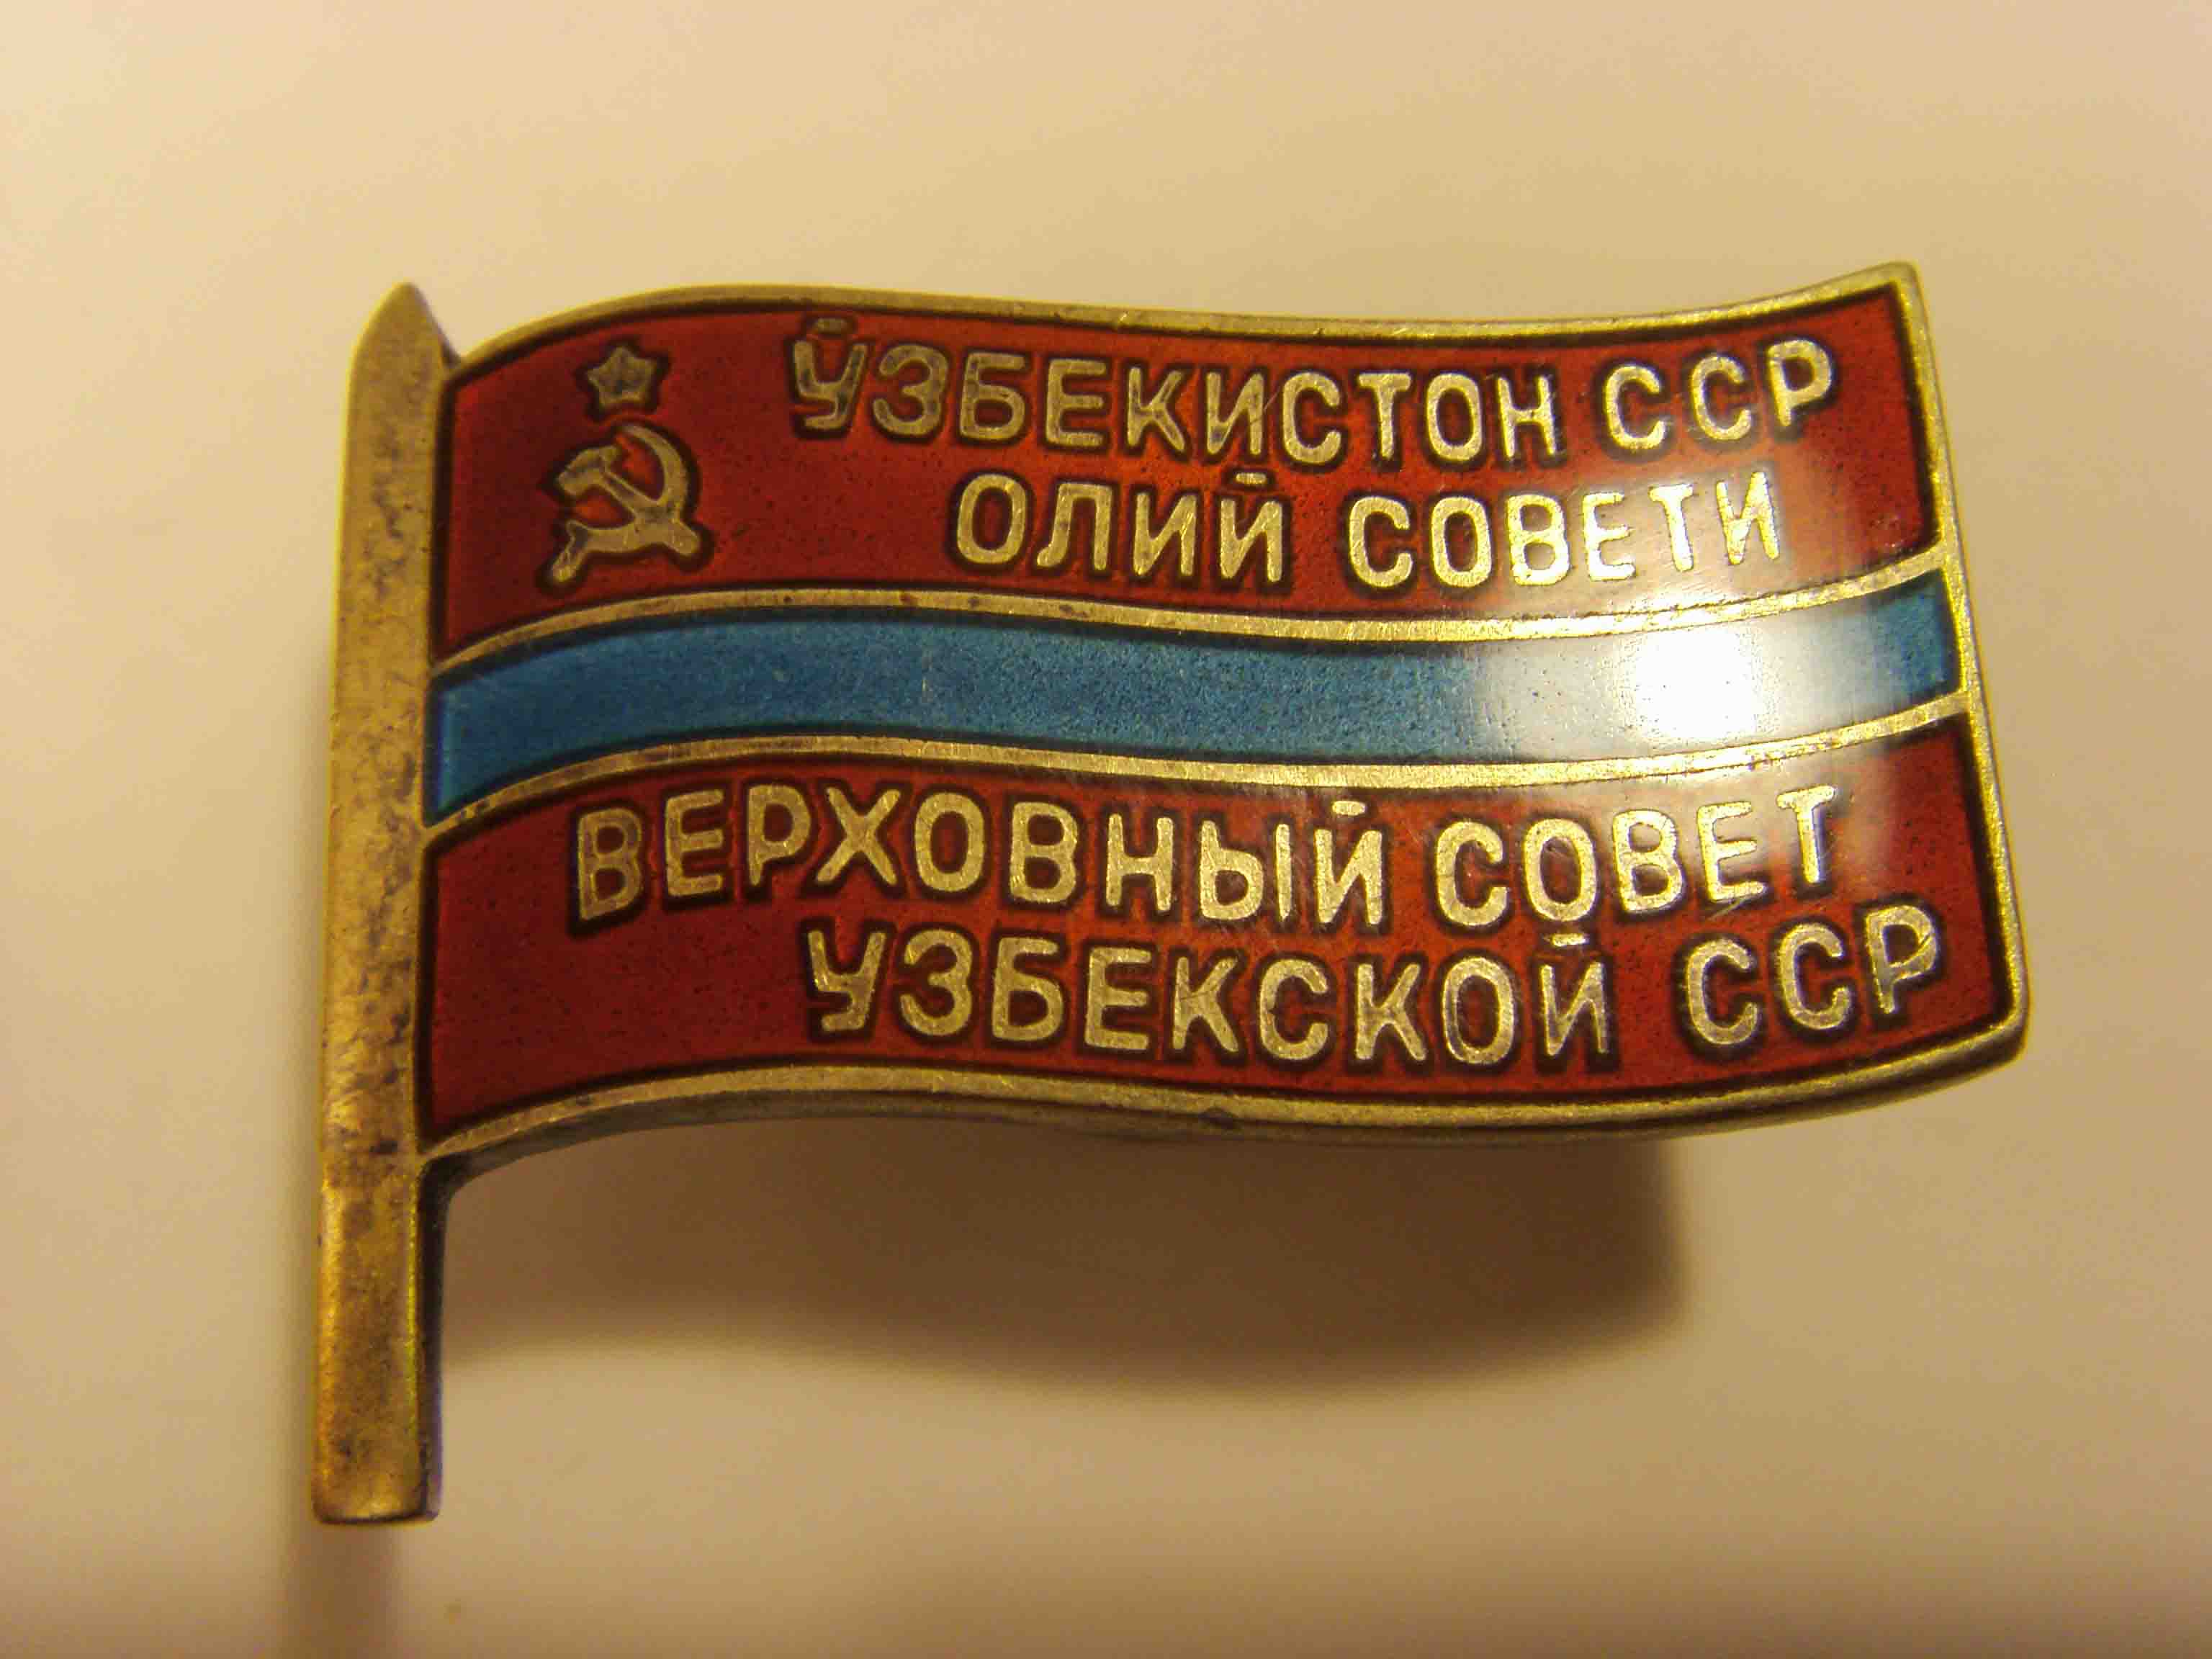 ЎЗБЕКИСТОН ССР
ОЛИЙ СОВЕТИ
ВЕРХОВНЫЙ СОВЕТ
УЗБЕКСКОЙ ССР